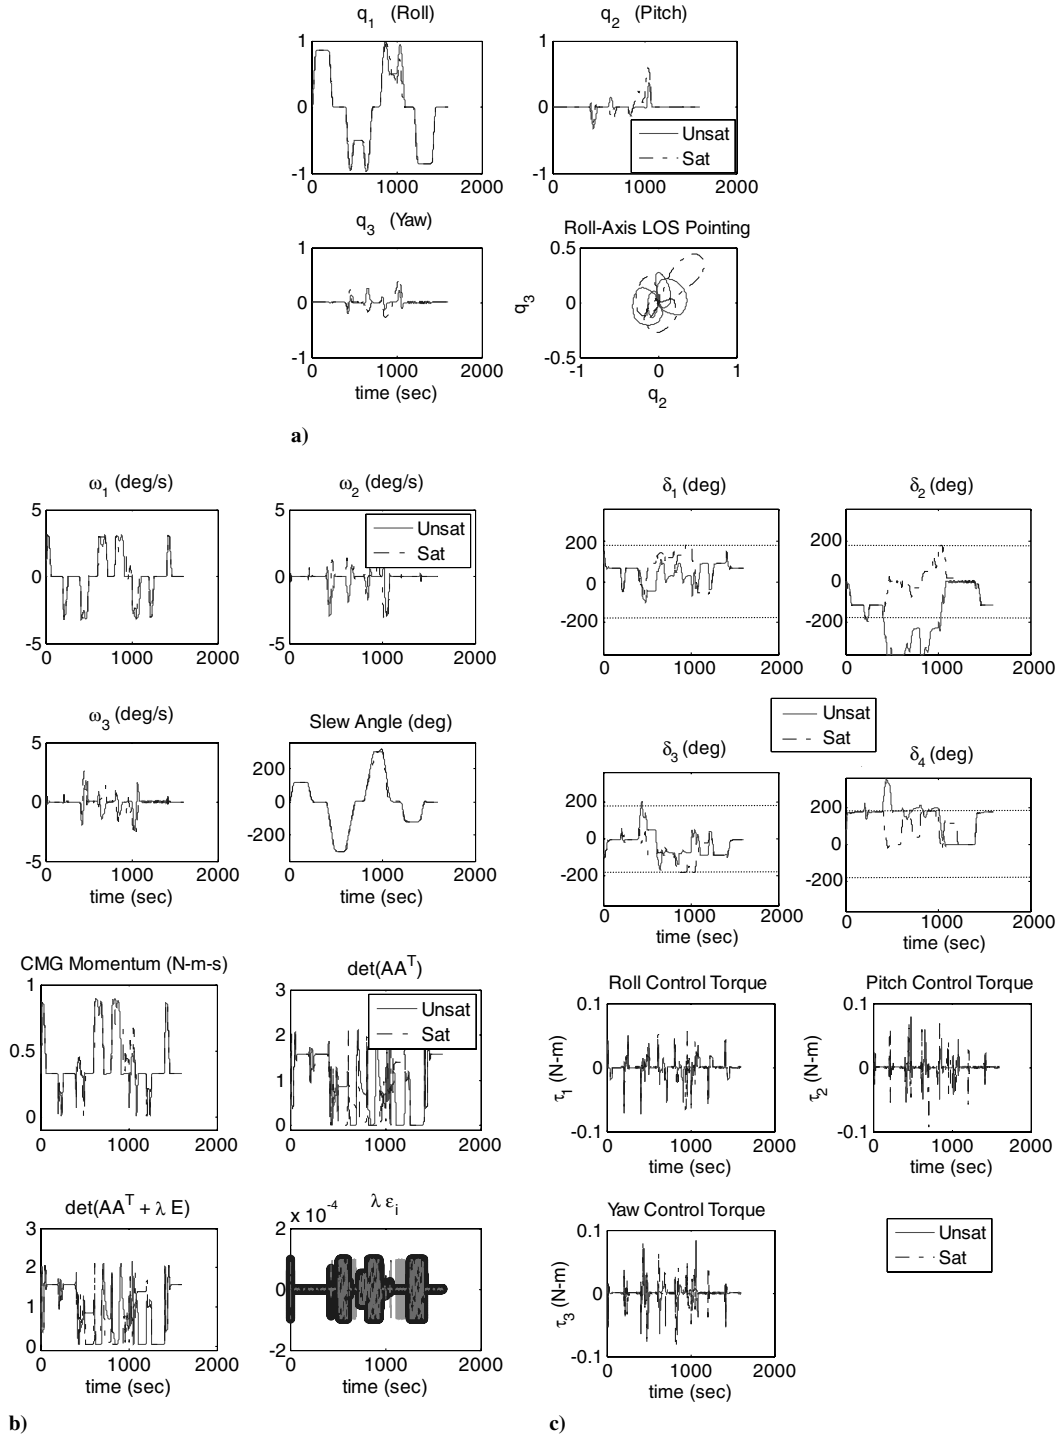 q1 (Roll)
q2 (Pitch)
1
0
-1
0 1000 2000
1
0
-1
0 1000 2000
Unsat
Sat
q3 (Yaw)
Roll-Axis LOS Pointing
1
0
-1
0 1000 2000
time (sec)
q3
0.5
0
-0.5
-1 0 1
q2
a)
ω1 (deg/s)
ω2 (deg/s)
5
0
-5
0 1000 2000
5
0
-5
0 1000 2000
Unsat
Sat
ω3 (deg/s)
Slew Angle (deg)
5
0
-5
0 1000 2000
time (sec)
200
0
-200
0 1000 2000
time (sec)
CMG Momentum (N-m-s)
det(AA^T)
1
0.5
0
0 1000 2000
time (sec)
3
2
1
0
0 1000 2000
time (sec)
Unsat
Sat
det(AA^T + λ E)
λ εi
3
2
1
0
0 1000 2000
time (sec)
x 10^-4
2
0
-2
0 1000 2000
time (sec)
b)
δ1 (deg)
δ2 (deg)
200
0
-200
0 1000 2000
200
0
-200
0 1000 2000
Unsat
Sat
δ3 (deg)
δ4 (deg)
200
0
-200
0 1000 2000
time (sec)
200
0
-200
0 1000 2000
time (sec)
Roll Control Torque
Pitch Control Torque
τ1 (N-m)
0.1
0
-0.1
0 1000 2000
time (sec)
τ2 (N-m)
0.1
0
-0.1
0 1000 2000
time (sec)
Yaw Control Torque
τ3 (N-m)
0.1
0
-0.1
0 1000 2000
time (sec)
Unsat
Sat
c)